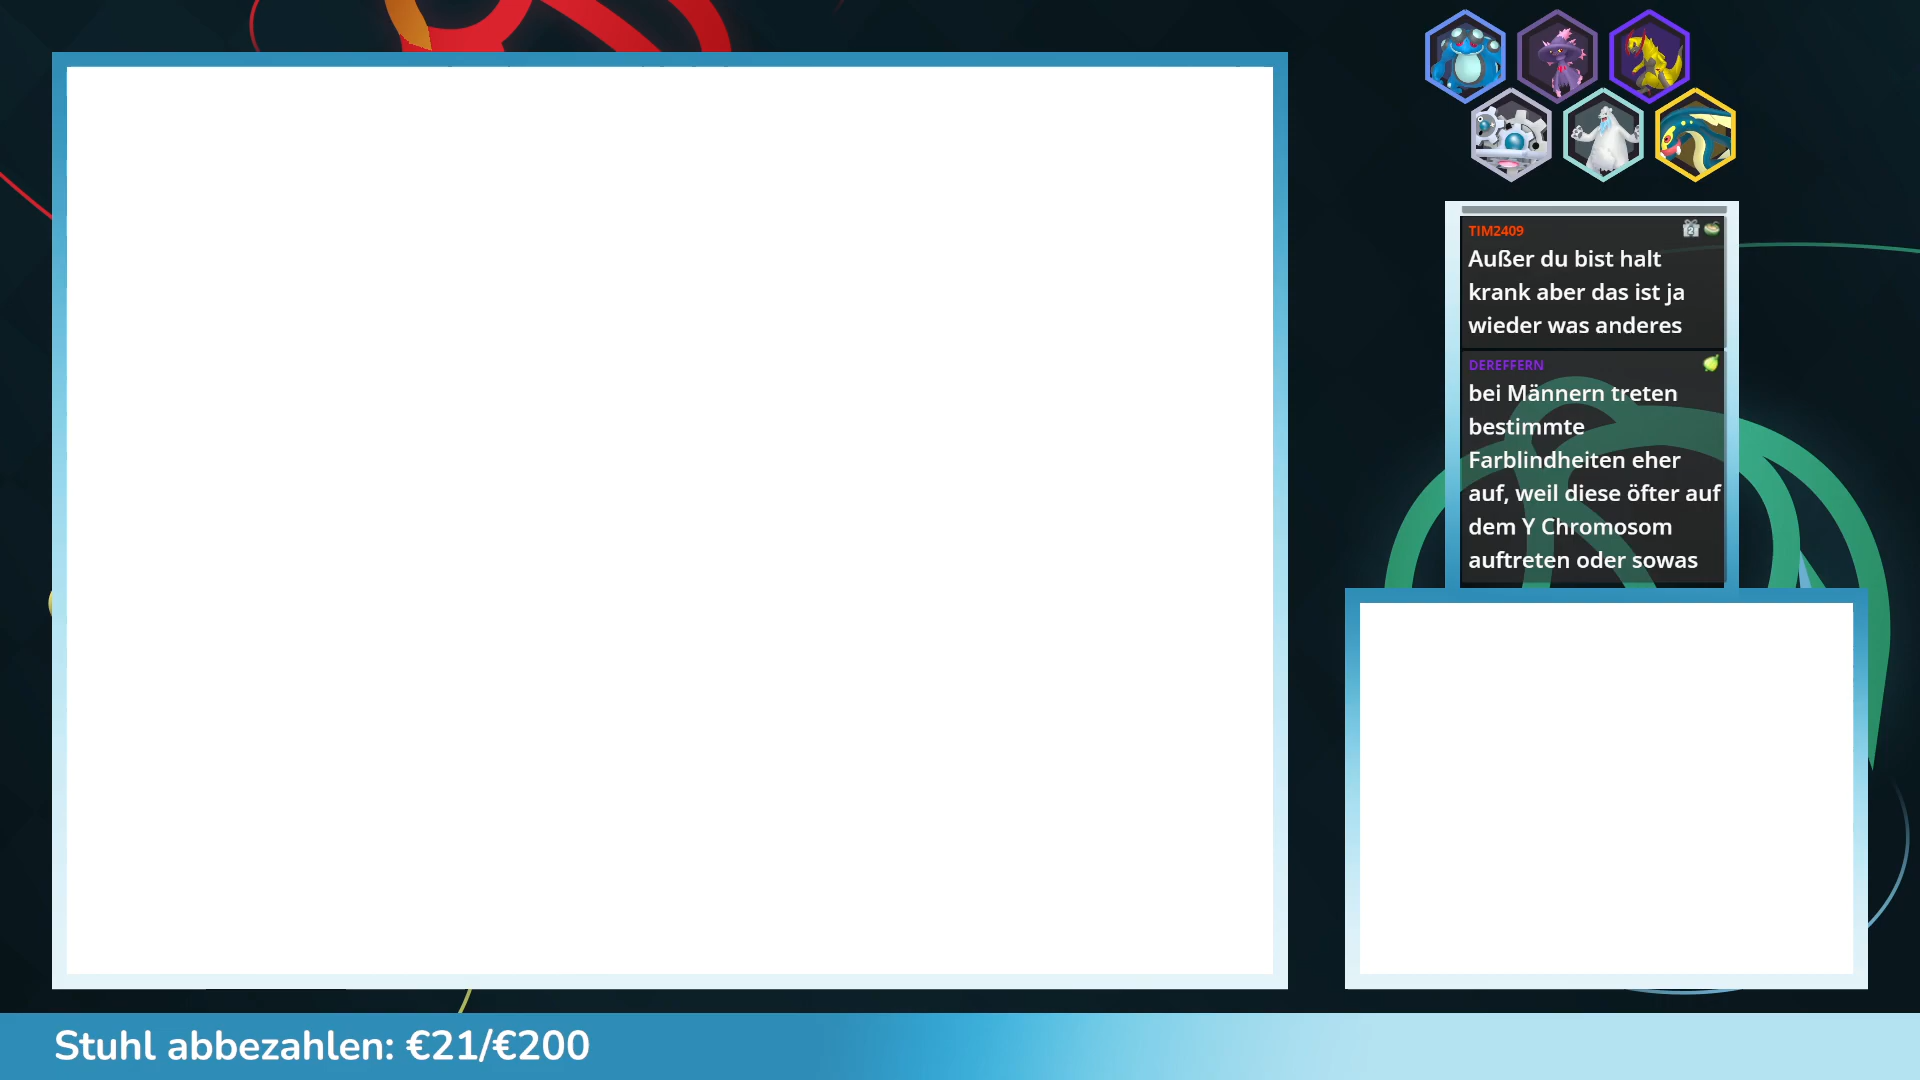 TIM2409
Außer du bist halt
krank aber das ist ja
wieder was anderes
DEREFFERN
bei Männern treten
bestimmte
Farblindheiten eher
auf, weil diese öfter auf
dem Y Chromosom
auftreten oder sowas
Stuhl abbezahlen: €21/€200